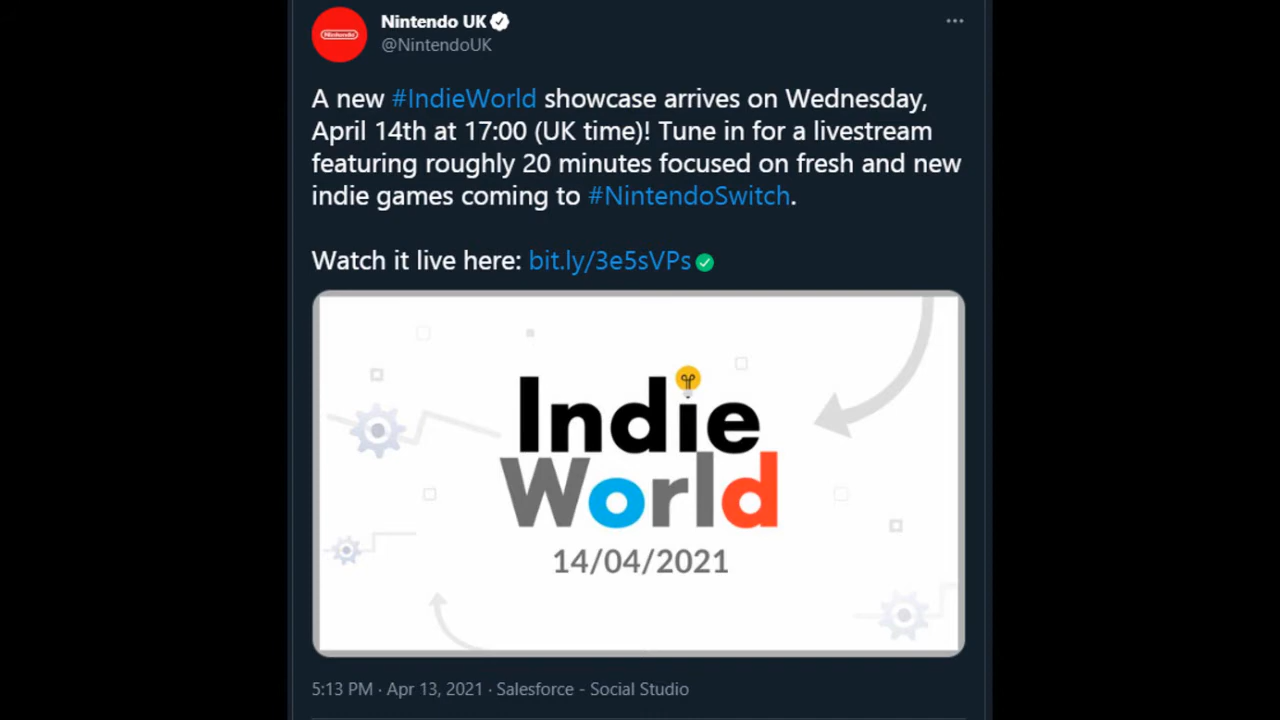 Nintendo UK
@NintendoUK
Nintendo
A new #IndieWorld showcase arrives on Wednesday,
April 14th at 17:00 (UK time)! Tune in for a livestream
featuring roughly 20 minutes focused on fresh and new
indie games coming to #NintendoSwitch.
Watch it live here: bit.ly/3e5sVPs
Indie
World
14/04/2021
5:13 PM · Apr 13, 2021 · Salesforce - Social Studio